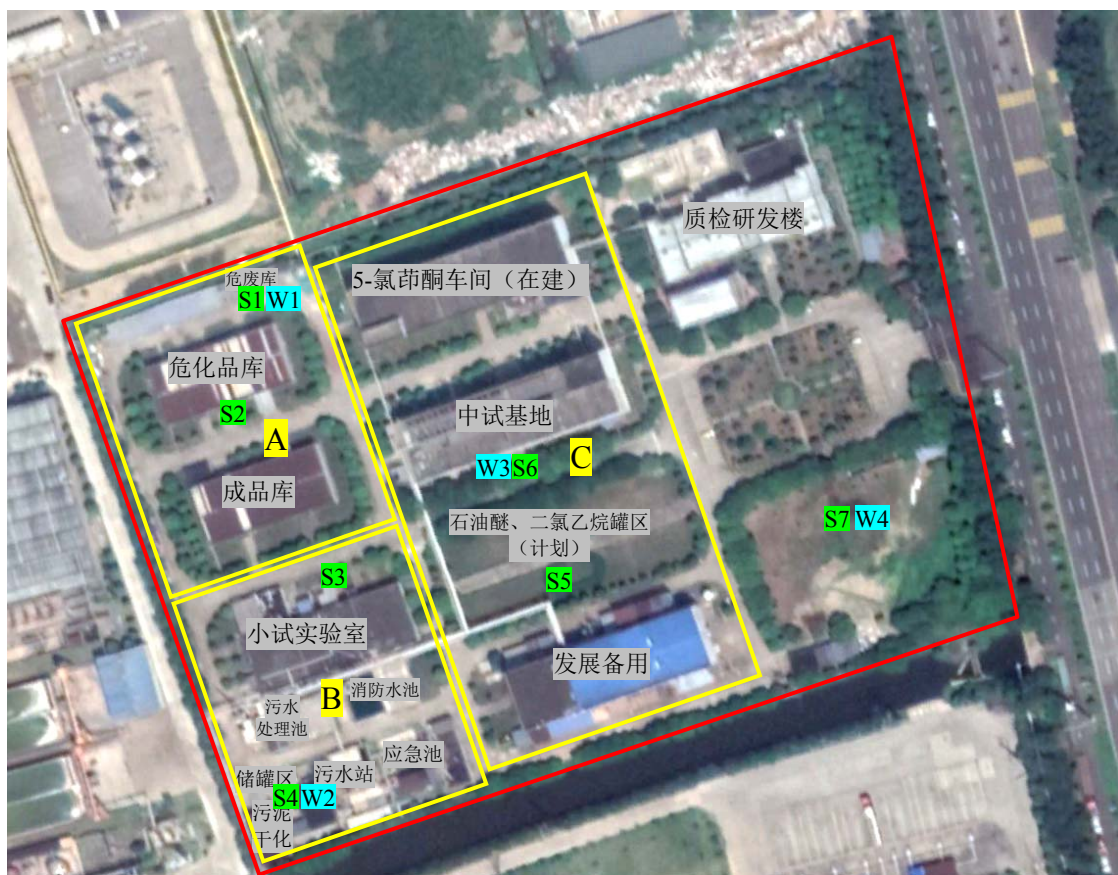 质检研发楼
危废库
5-氯茚酮车间（在建）
S1 W1
危化品库
S2
中试基地
A
W3 S6
C
成品库
石油醚、二氯乙烷罐区
（计划）
S7 W4
S3
S5
小试实验室
发展备用
B
消防水池
污水
处理池
应急池
储罐区
污水站
S4 W2
污泥
干化